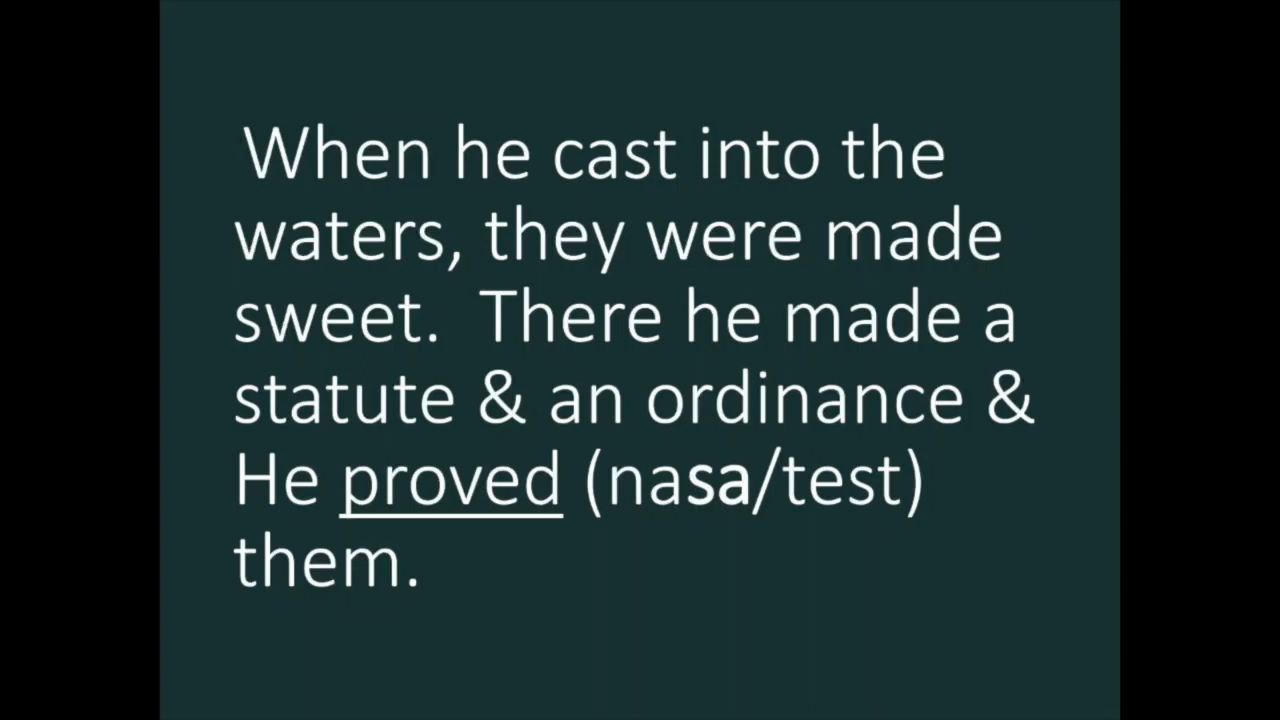 When he cast into the
waters, they were made
sweet.  There he made a
statute & an ordinance &
He proved (nasa/test)
them.